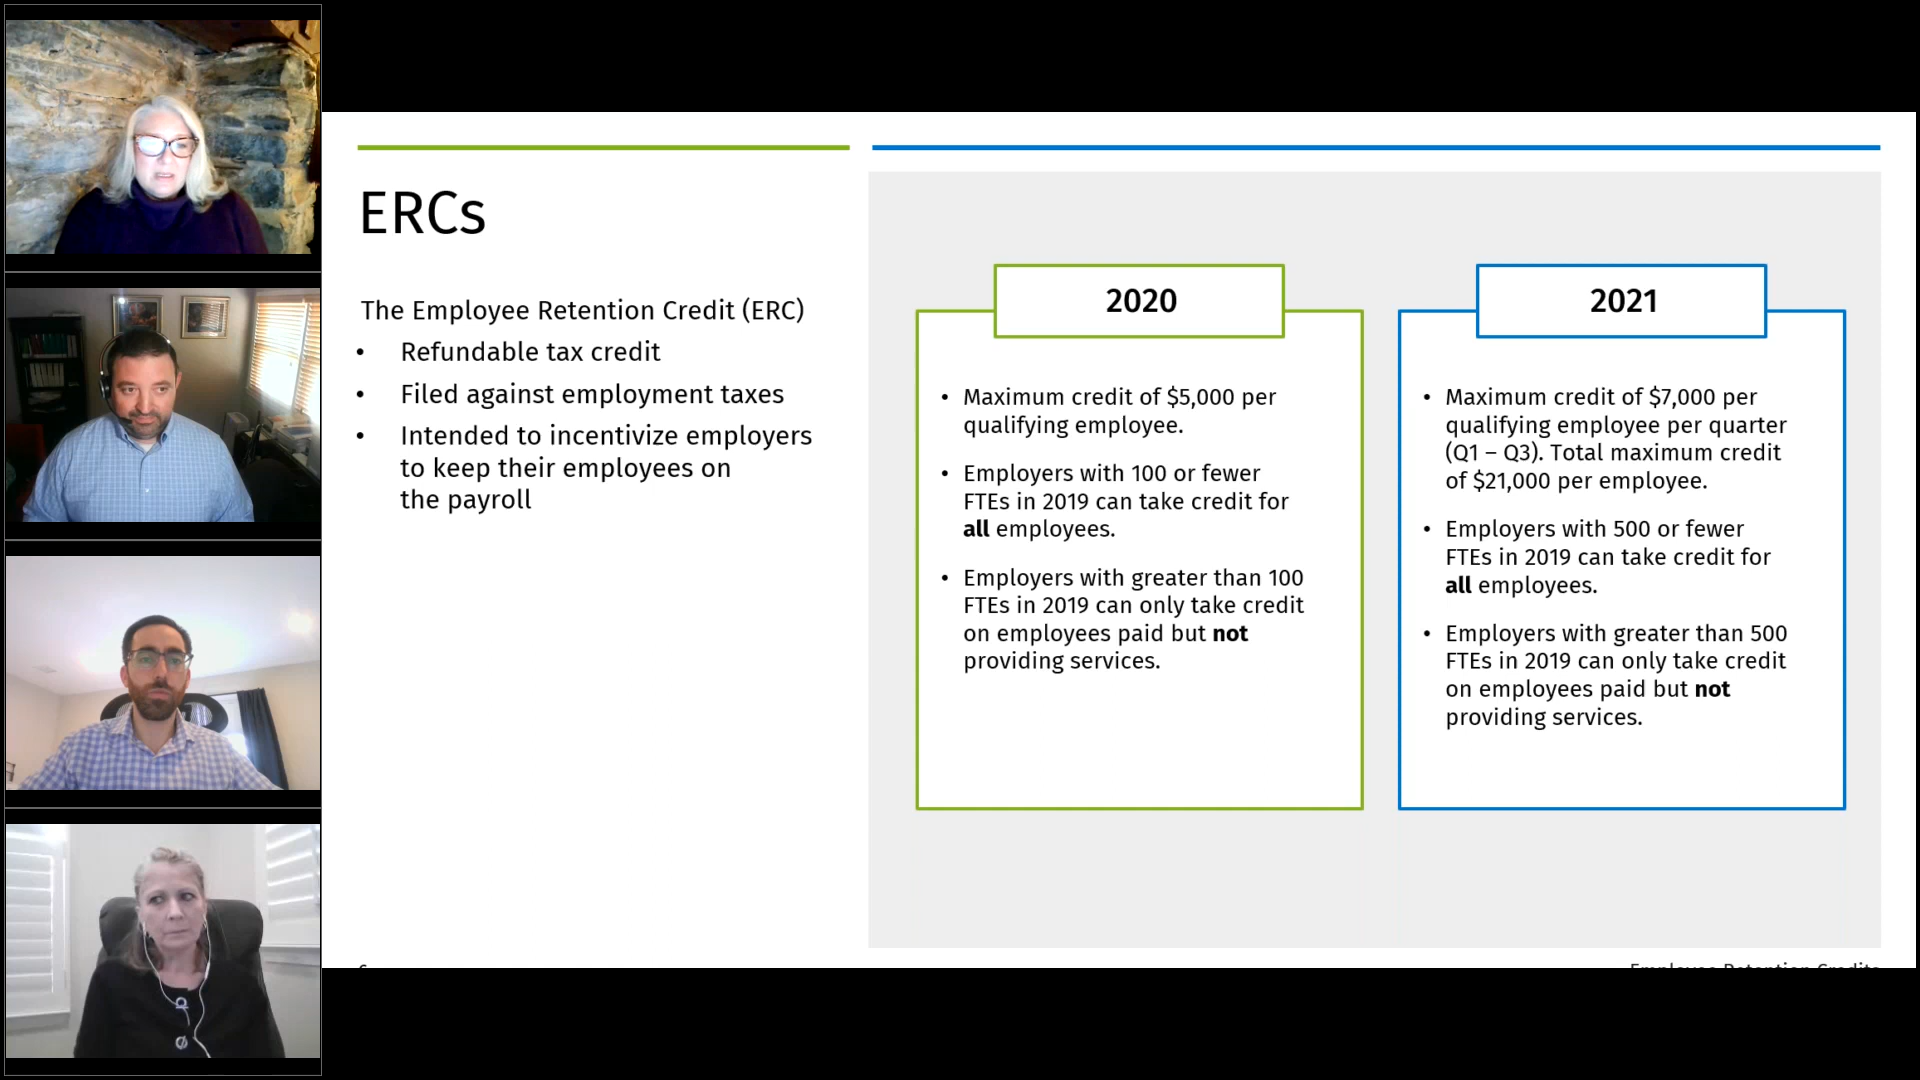 ERCs
The Employee Retention Credit (ERC)
• Refundable tax credit
• Filed against employment taxes
• Intended to incentivize employers
to keep their employees on
the payroll
2020
• Maximum credit of $5,000 per
qualifying employee.
• Employers with 100 or fewer
FTEs in 2019 can take credit for
all employees.
• Employers with greater than 100
FTEs in 2019 can only take credit
on employees paid but not
providing services.
2021
• Maximum credit of $7,000 per
qualifying employee per quarter
(Q1 – Q3). Total maximum credit
of $21,000 per employee.
• Employers with 500 or fewer
FTEs in 2019 can take credit for
all employees.
• Employers with greater than 500
FTEs in 2019 can only take credit
on employees paid but not
providing services.
Employee Retention Credits